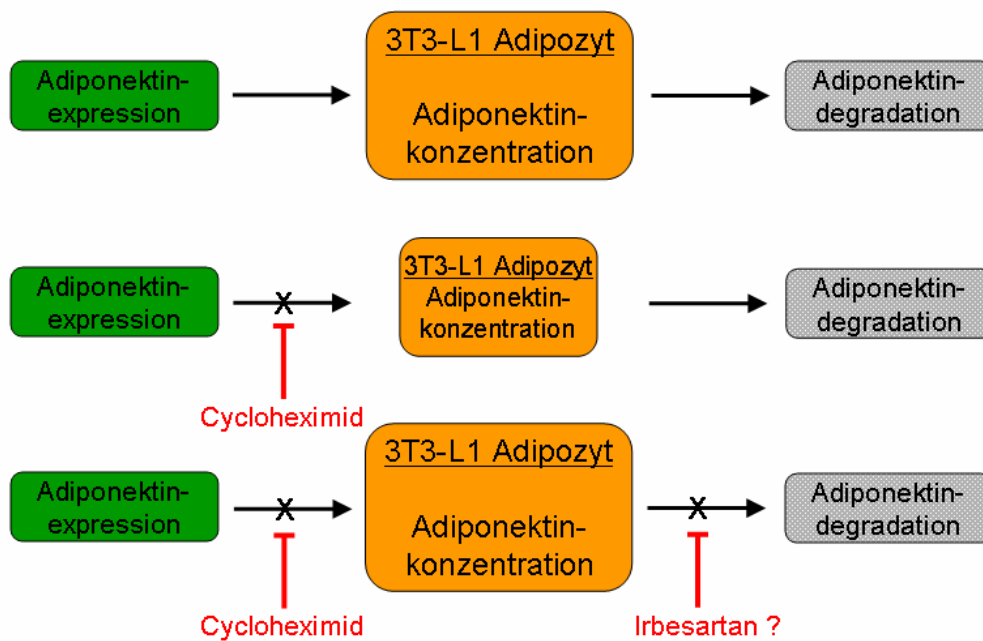 3T3-L1 Adipozyt
Adiponektin-
expression
Adiponektin-
konzentration
Adiponektin-
degradation
3T3-L1 Adipozyt
Adiponektin-
expression
Adiponektin-
konzentration
Adiponektin-
degradation
X
Cycloheximid
3T3-L1 Adipozyt
Adiponektin-
expression
Adiponektin-
konzentration
Adiponektin-
degradation
X
X
Cycloheximid
Irbesartan ?